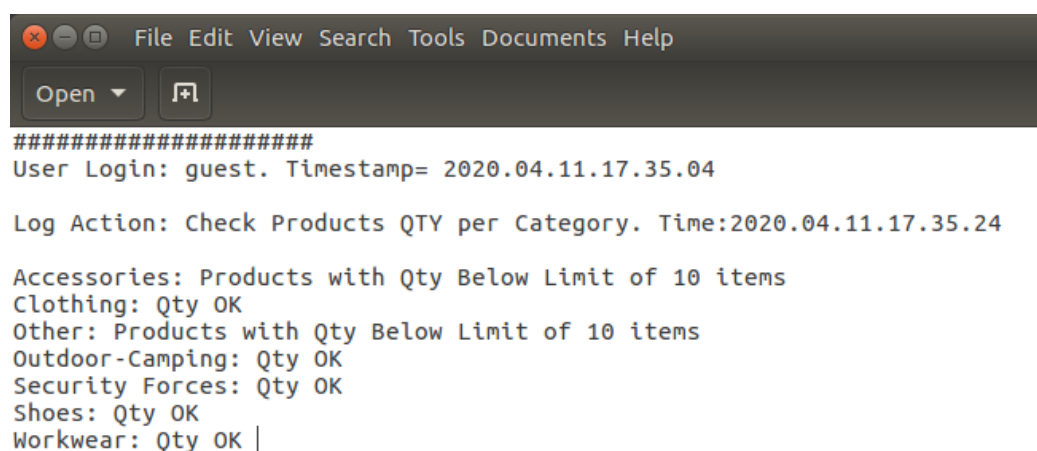 File Edit View Search Tools Documents Help
Open
#####################
User Login: guest. Timestamp= 2020.04.11.17.35.04
Log Action: Check Products QTY per Category. Time:2020.04.11.17.35.24
Accessories: Products with Qty Below Limit of 10 items
Clothing: Qty OK
Other: Products with Qty Below Limit of 10 items
Outdoor-Camping: Qty OK
Security Forces: Qty OK
Shoes: Qty OK
Workwear: Qty OK